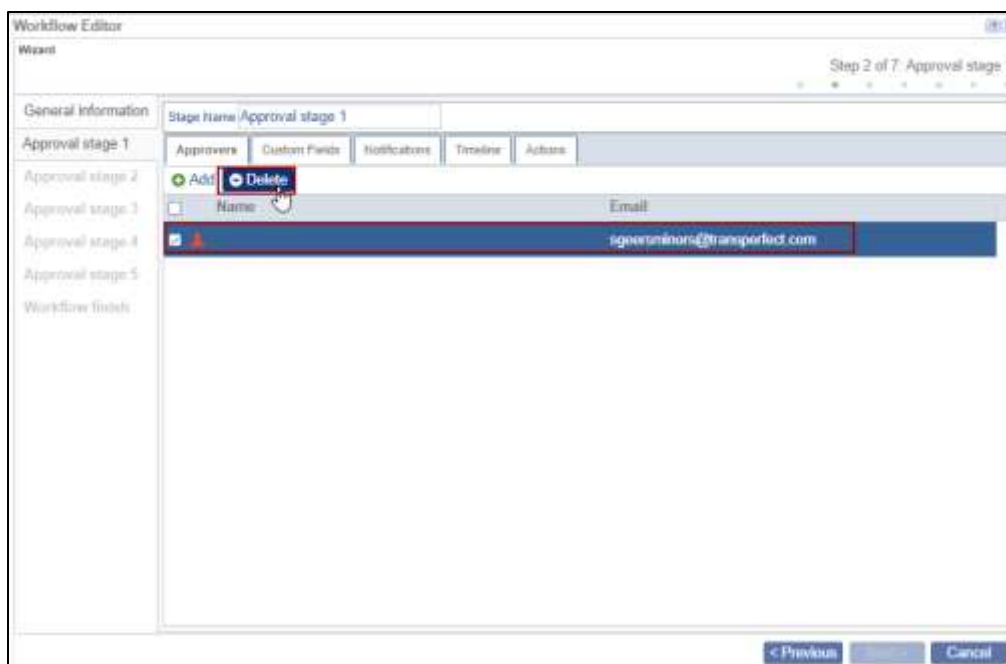 Workflow Editor
Wizard
Step 2 of 7: Approval stage
General information
Stage Name Approval stage 1
Approval stage 1
Approvers Custom Fields Notifications Timeline Actions
Approval stage 2
Add Delete
Approval stage 3
Name Email
Approval stage 4
sgeersminors@transperfect.com
Approval stage 5
Workflow finish
< Previous Next > Cancel